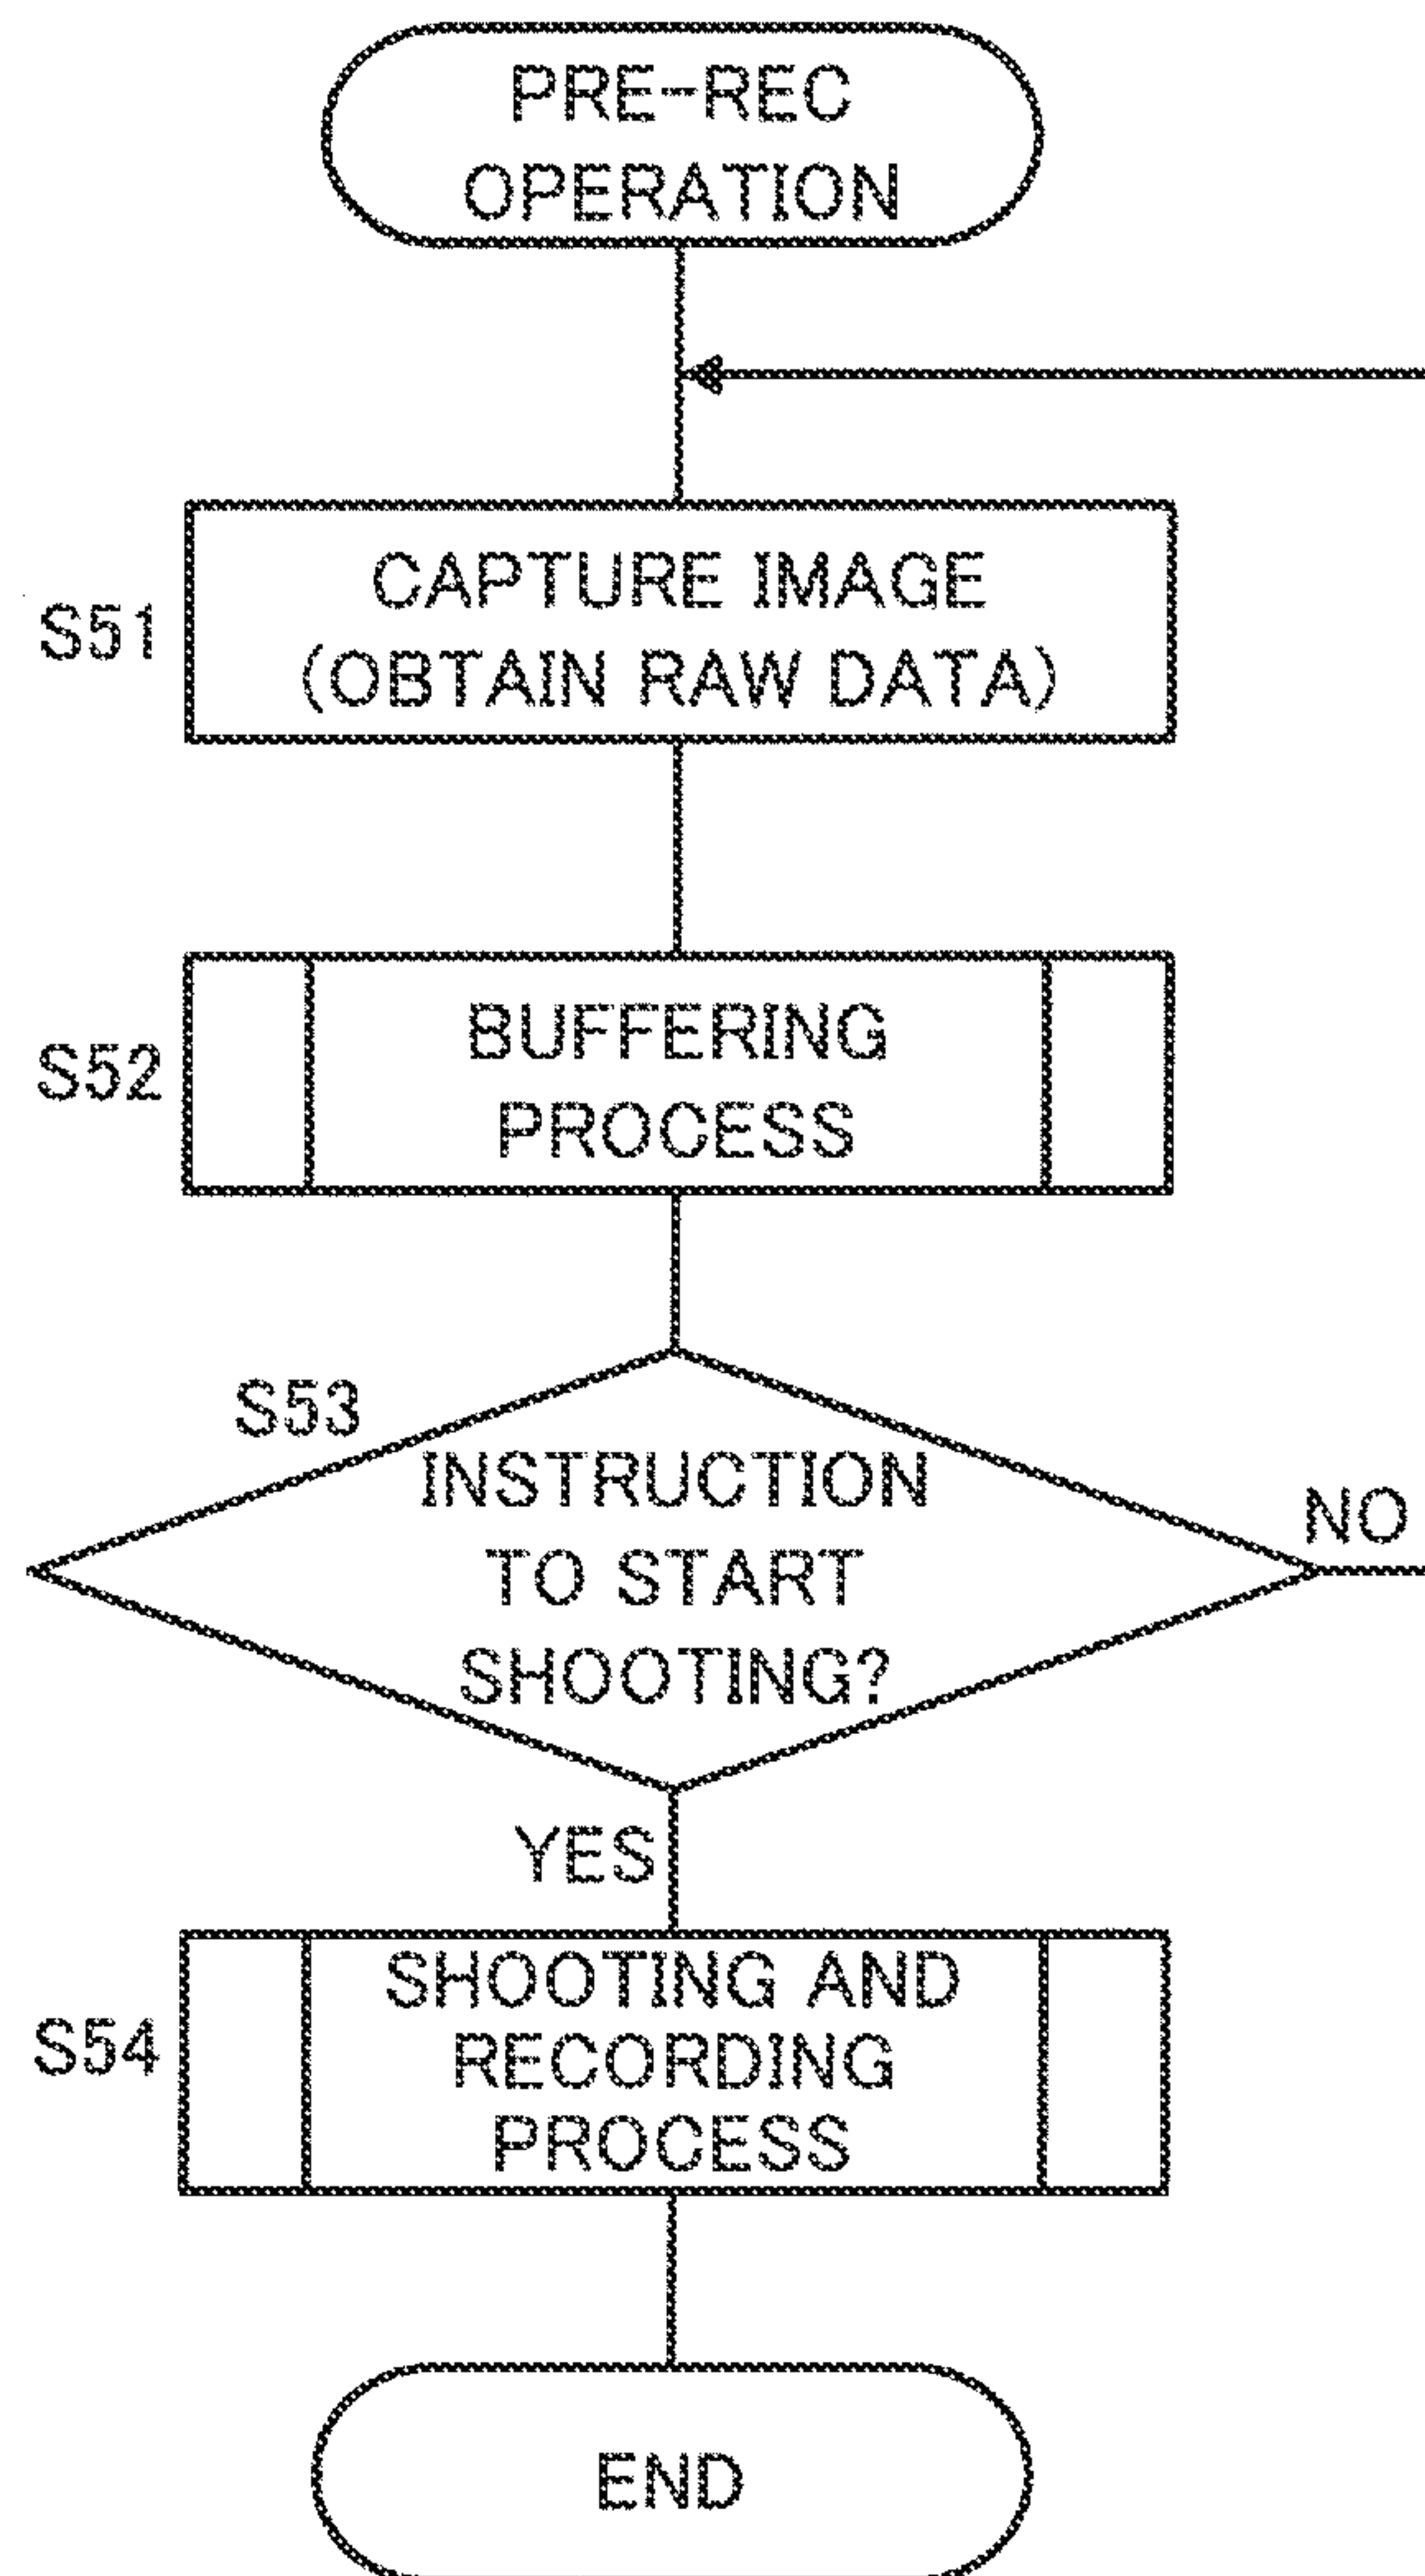 PRE-REC
OPERATION
CAPTURE IMAGE
(OBTAIN RAW DATA)
S51
BUFFERING
PROCESS
S52
S53
INSTRUCTION
TO START
SHOOTING?
NO
YES
SHOOTING AND
RECORDING
PROCESS
S54
END